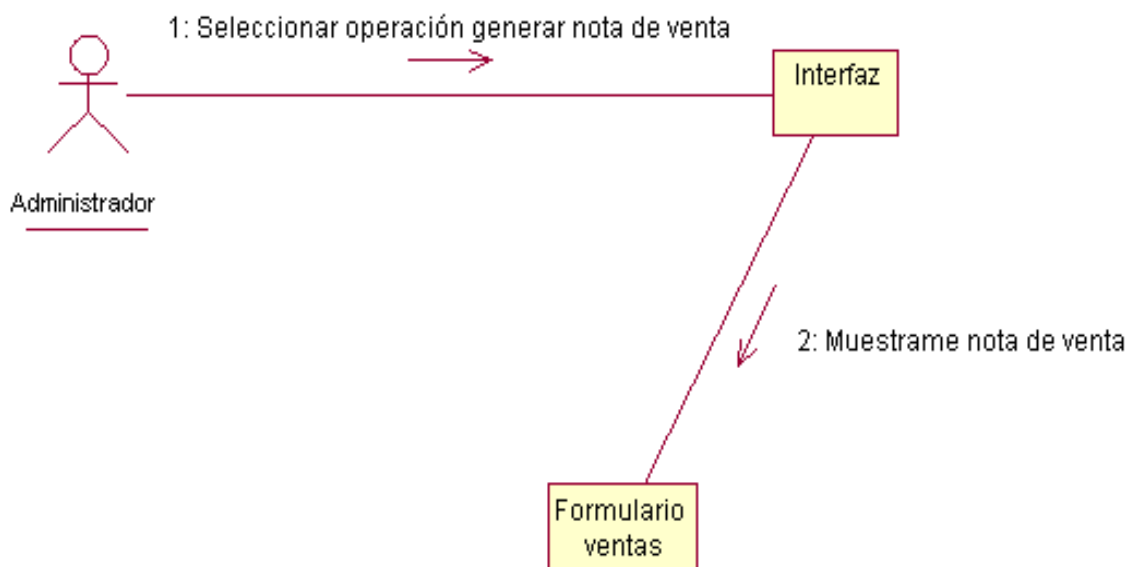 1: Seleccionar operación generar nota de venta
Interfaz
Administrador
2: Muestrame nota de venta
Formulario
ventas